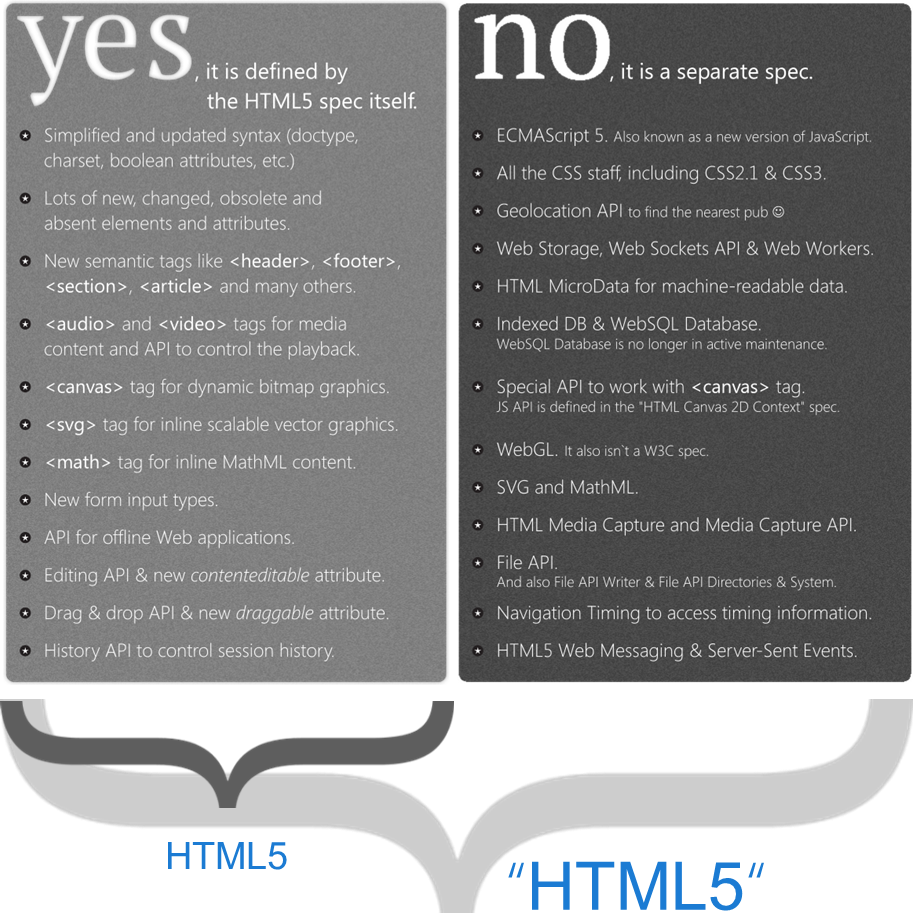 yes, it is defined by
the HTML5 spec itself.
Simplified and updated syntax (doctype,
charset, boolean attributes, etc.)
Lots of new, changed, obsolete and
absent elements and attributes.
New semantic tags like <header>, <footer>,
<section>, <article> and many others.
<audio> and <video> tags for media
content and API to control the playback.
<canvas> tag for dynamic bitmap graphics.
<svg> tag for inline scalable vector graphics.
<math> tag for inline MathML content.
New form input types.
API for offline Web applications.
Editing API & new contenteditable attribute.
Drag & drop API & new draggable attribute.
History API to control session history.
no, it is a separate spec.
ECMAScript 5. Also known as a new version of JavaScript.
All the CSS staff, including CSS2.1 & CSS3.
Geolocation API to find the nearest pub ☺
Web Storage, Web Sockets API & Web Workers.
HTML MicroData for machine-readable data.
Indexed DB & WebSQL Database.
WebSQL Database is no longer in active maintenance.
Special API to work with <canvas> tag.
JS API is defined in the "HTML Canvas 2D Context" spec.
WebGL. It also isn`t a W3C spec.
SVG and MathML.
HTML Media Capture and Media Capture API.
File API.
And also File API Writer & File API Directories & System.
Navigation Timing to access timing information.
HTML5 Web Messaging & Server-Sent Events.
HTML5
“HTML5“